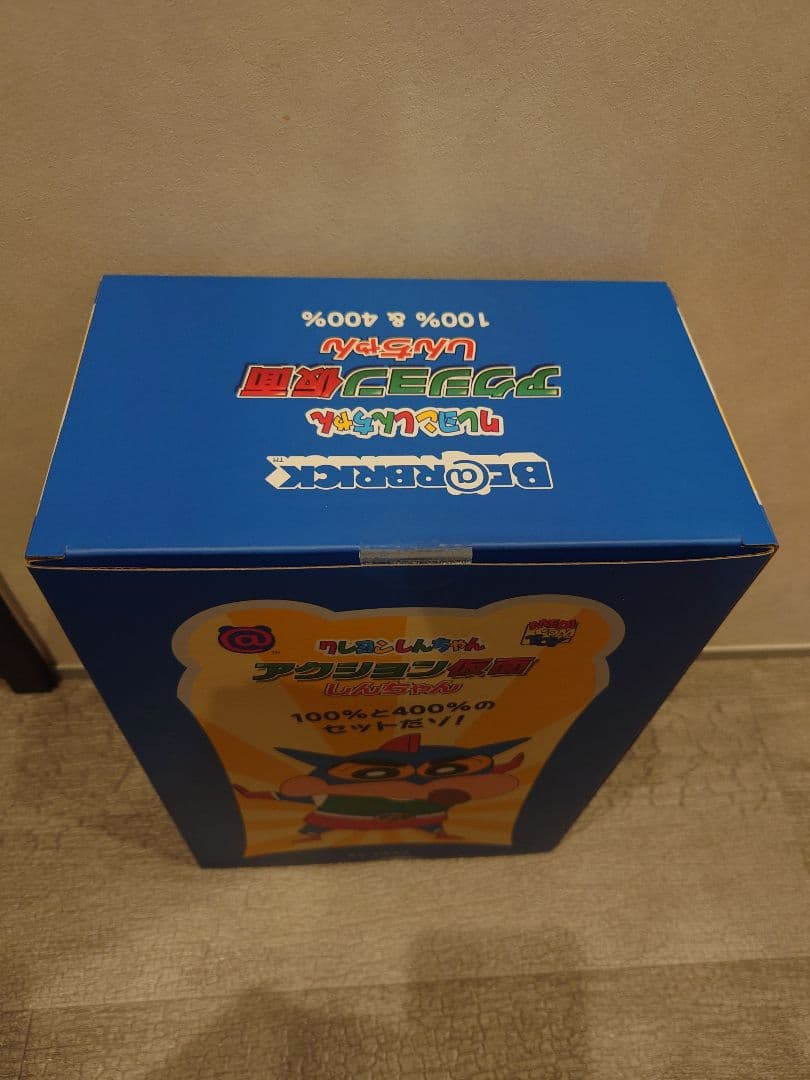 BE@RBRICK™
クレヨンしんちゃん
アクション仮面
しんちゃん
100% & 400%
@™
クレヨンしんちゃん
アクション仮面
しんちゃん
100%と400%の
セットだゾ!